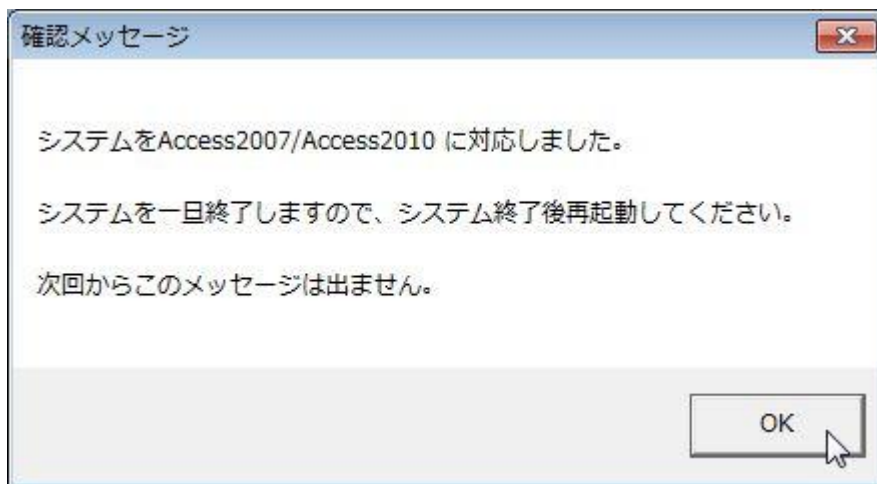 確認メッセージ
システムをAccess2007/Access2010 に対応しました。
システムを一旦終了しますので、システム終了後再起動してください。
次回からこのメッセージは出ません。
OK